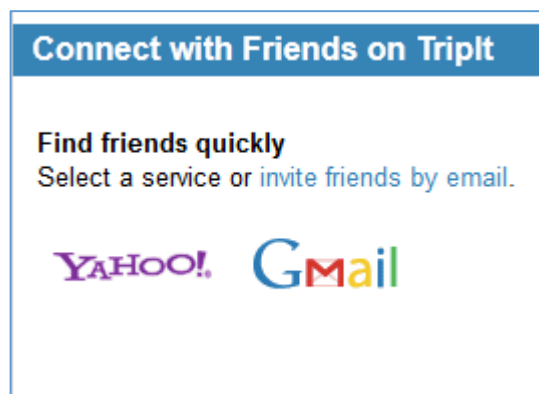 Connect with Friends on TripIt
Find friends quickly
Select a service or invite friends by email.
YAHOO! Gmail